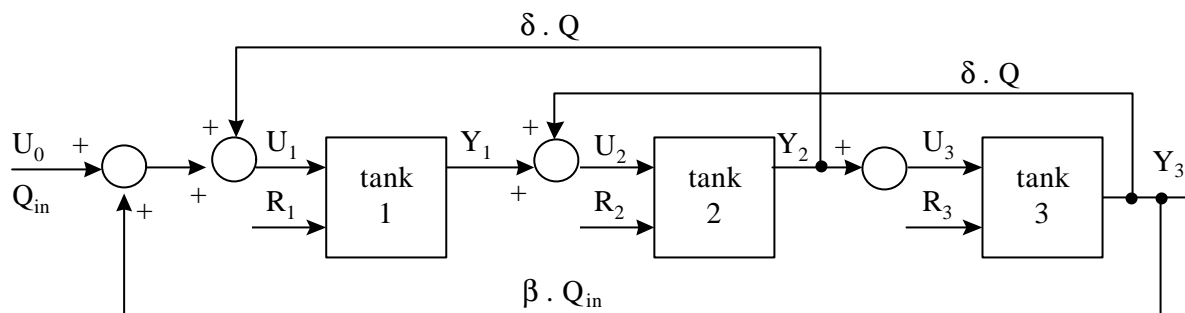 δ . Q
δ . Q
U0 + + U1 Y1 + U2 Y2 + U3 Y3
Qin + + R1 tank 1 + R2 tank 2 R3 tank 3
β . Qin